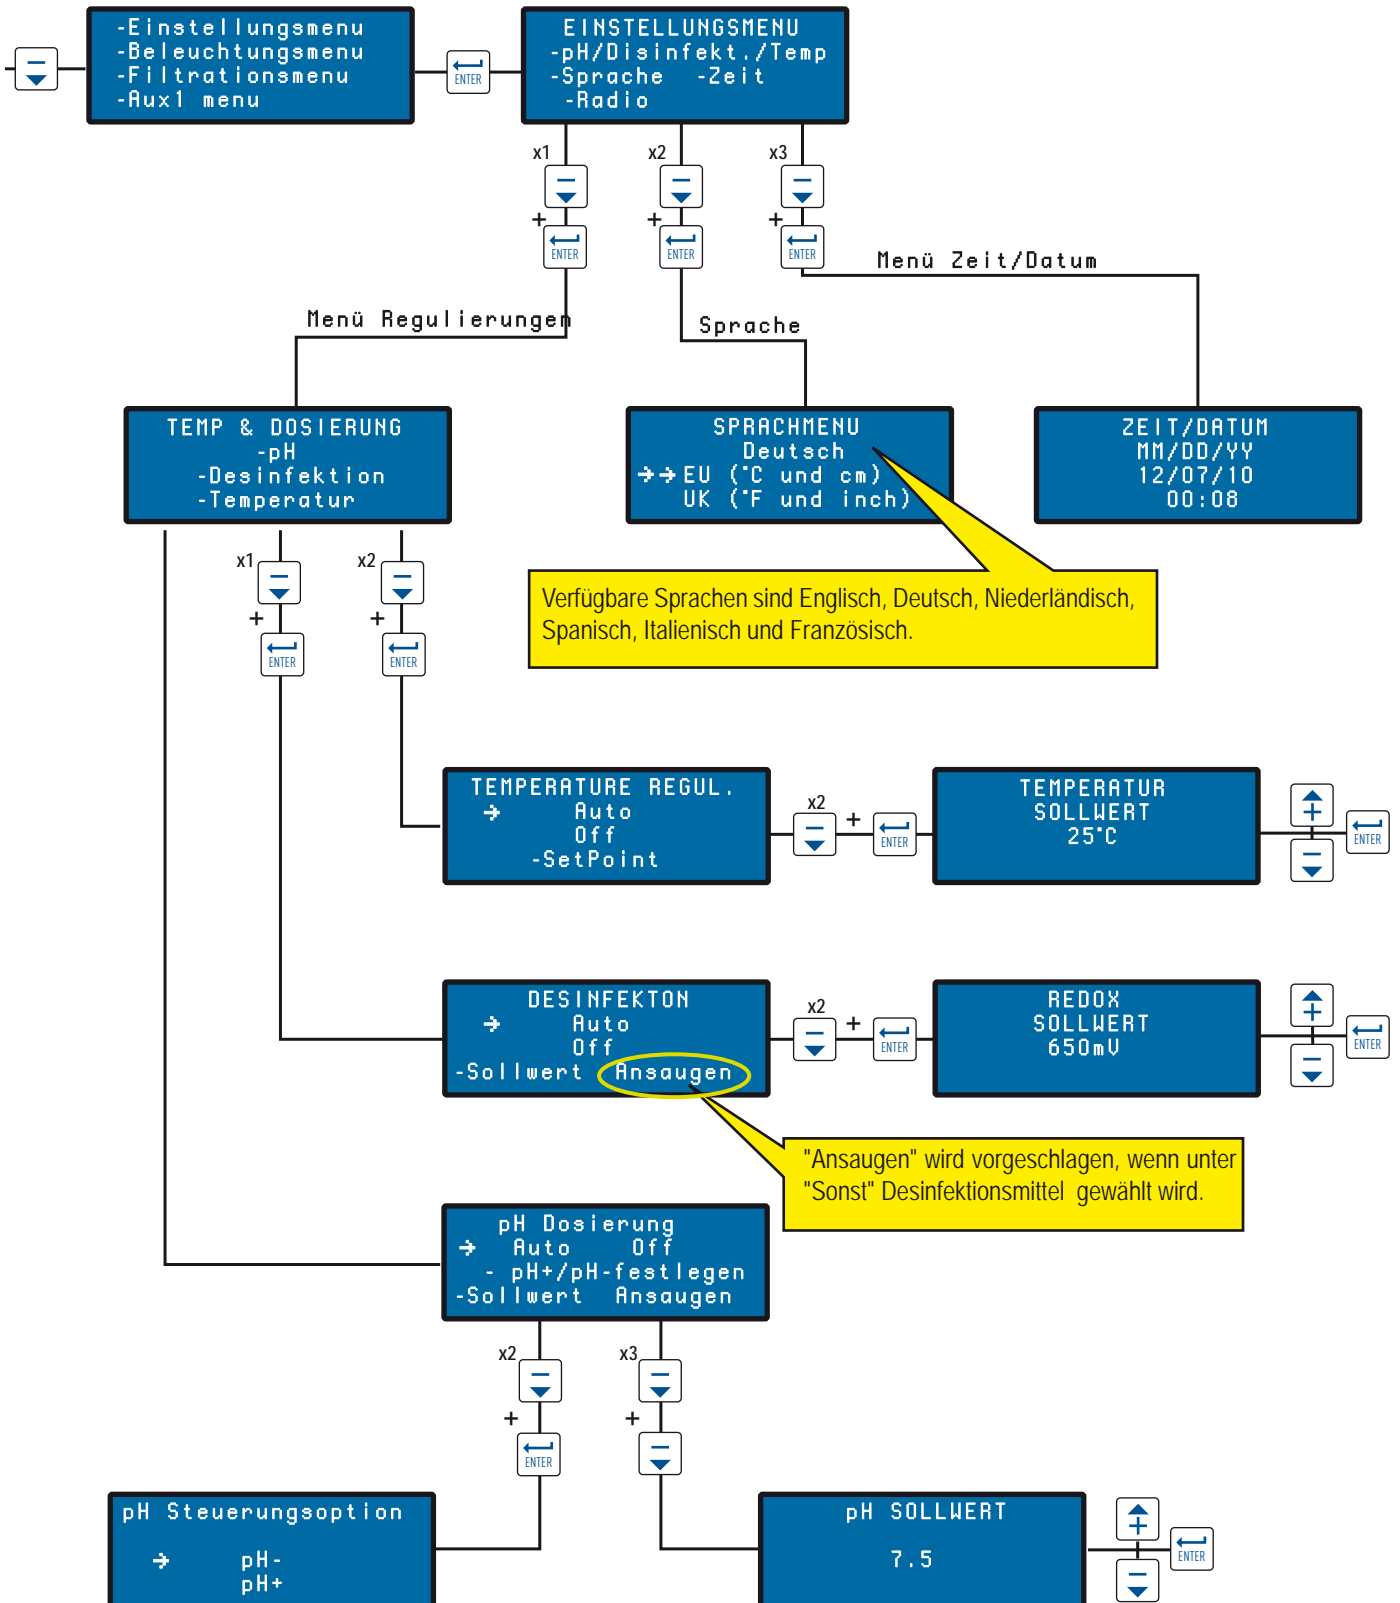 -Einstellungsmenu
-Beleuchtungsmenu
-Filtrationsmenu
-Aux1 menu
ENTER
EINSTELLUNGSMENU
-pH/Disinfekt./Temp
-Sprache -Zeit
-Radio
x1
x2
x3
+
+
+
ENTER
ENTER
ENTER
Menü Zeit/Datum
Menü Regulierungen
Sprache
TEMP & DOSIERUNG
-pH
-Desinfektion
-Temperatur
SPRACHMENU
Deutsch
→→EU (°C und cm)
UK (°F und inch)
ZEIT/DATUM
MM/DD/YY
12/07/10
00:08
x1
x2
+
+
ENTER
ENTER
Verfügbare Sprachen sind Englisch, Deutsch, Niederländisch,
Spanisch, Italienisch und Französisch.
TEMPERATURE REGUL.
→ Auto
Off
-SetPoint
x2
+
ENTER
TEMPERATUR
SOLLWERT
25°C
+
ENTER
DESINFEKTON
→ Auto
Off
-Sollwert Ansaugen
x2
+
ENTER
REDOX
SOLLWERT
650mV
+
ENTER
"Ansaugen" wird vorgeschlagen, wenn unter
"Sonst" Desinfektionsmittel gewählt wird.
pH Dosierung
→ Auto Off
- pH+/pH-festlegen
-Sollwert Ansaugen
x2
x3
+
+
ENTER
pH Steuerungsoption
→ pH-
pH+
pH SOLLWERT
7.5
+
ENTER